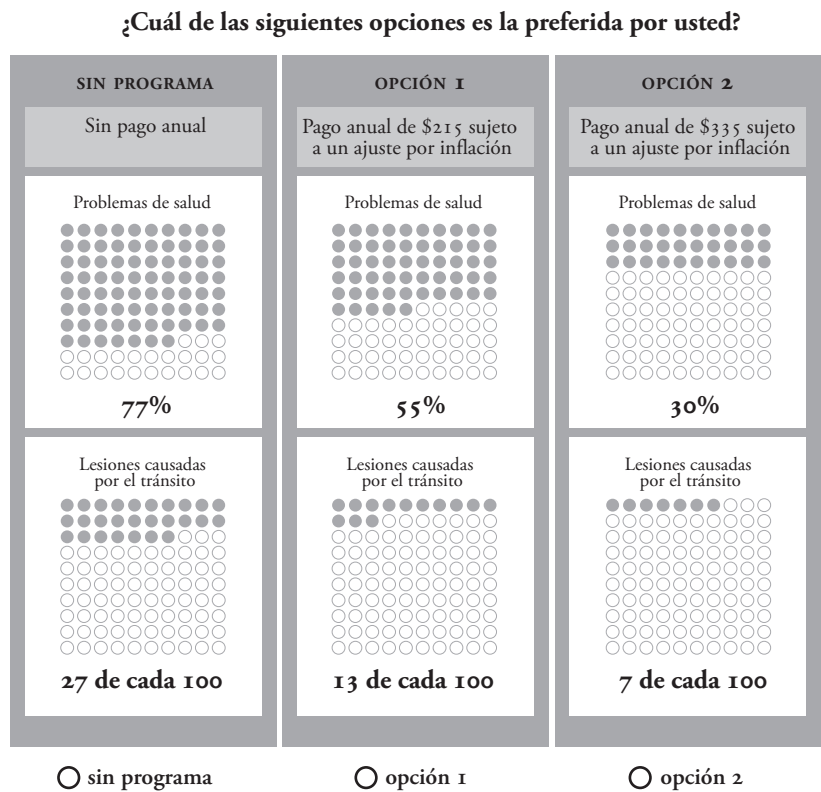 ¿Cuál de las siguientes opciones es la preferida por usted?
SIN PROGRAMA
Sin pago anual
Problemas de salud
77%
Lesiones causadas
por el tránsito
27 de cada 100
OPCIÓN 1
Pago anual de $215 sujeto
a un ajuste por inflación
Problemas de salud
55%
Lesiones causadas
por el tránsito
13 de cada 100
OPCIÓN 2
Pago anual de $335 sujeto
a un ajuste por inflación
Problemas de salud
30%
Lesiones causadas
por el tránsito
7 de cada 100
sin programa
opción 1
opción 2